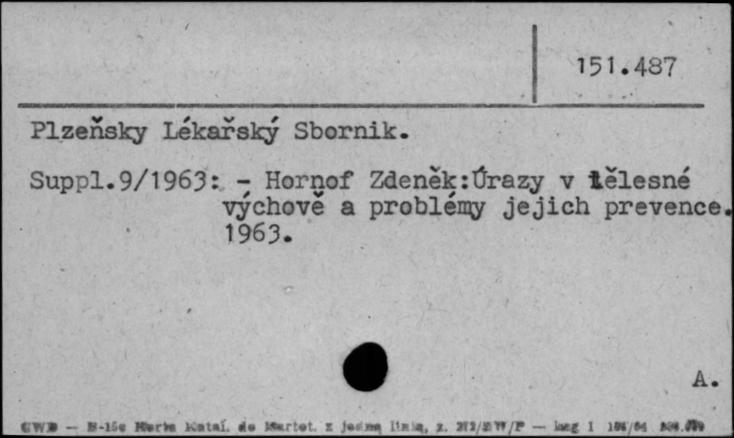 151.487
Plzeňsky Lékařský Sbornik.
Suppl.9/1963: - Hornof Zdeněk:Úrazy v tělesné
výchově a problémy jejich prevence.
1963.
A.